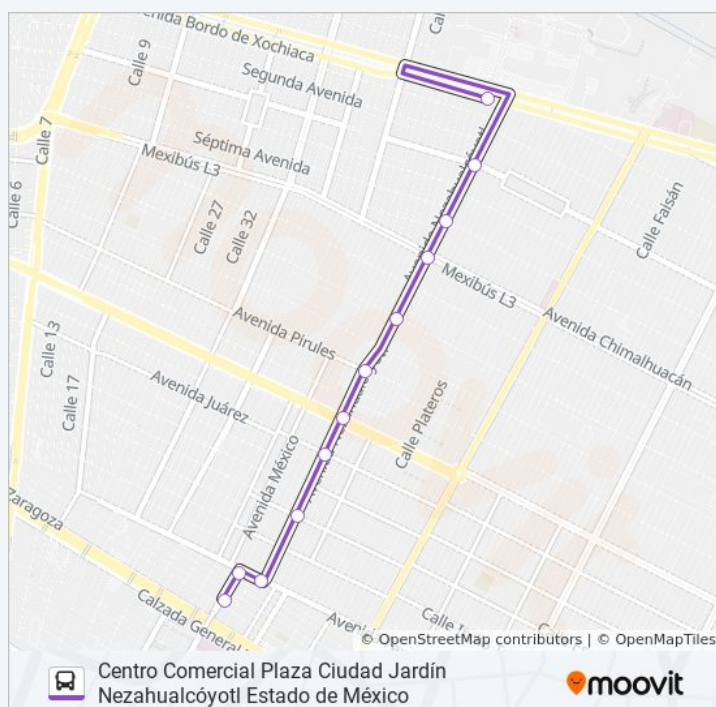 Avenida Bordo de Xochiaca
Calle 9
Segunda Avenida
Calle 7
Séptima Avenida
Mexibús L3
Calle 6
Calle 27
Calle 32
Calle Faisán
Mexibús L3
Avenida Chimalhuacán
Avenida Pirules
Calle 13
Calle 17
Avenida Juárez
Calle Plateros
Avenida México
Zaragoza
Calzada General
© OpenStreetMap contributors | © OpenMapTiles
Centro Comercial Plaza Ciudad Jardín
Nezahualcóyotl Estado de México
moovit